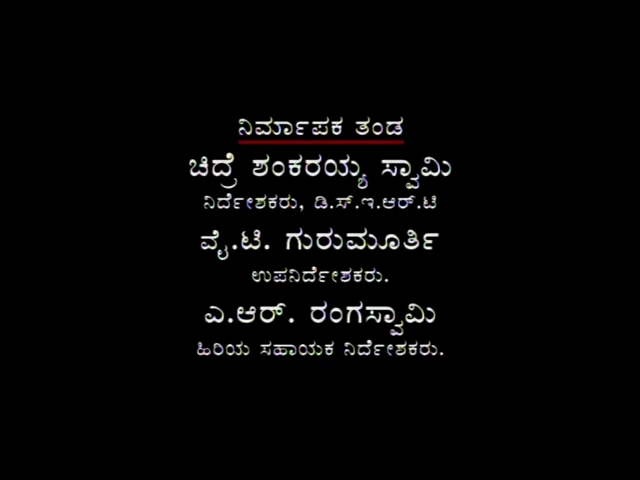 ನಿರ್ಮಾಪಕ ತಂಡ
ಚಿದ್ರೆ ಶಂಕರಯ್ಯ ಸ್ವಾಮಿ
ನಿರ್ದೇಶಕರು, ಡಿ.ಸ್.ಇ.ಆರ್.ಟಿ
ವೈ.ಟಿ. ಗುರುಮೂರ್ತಿ
ಉಪನಿರ್ದೇಶಕರು.
ಎ.ಆರ್. ರಂಗಸ್ವಾಮಿ
ಹಿರಿಯ ಸಹಾಯಕ ನಿರ್ದೇಶಕರು.